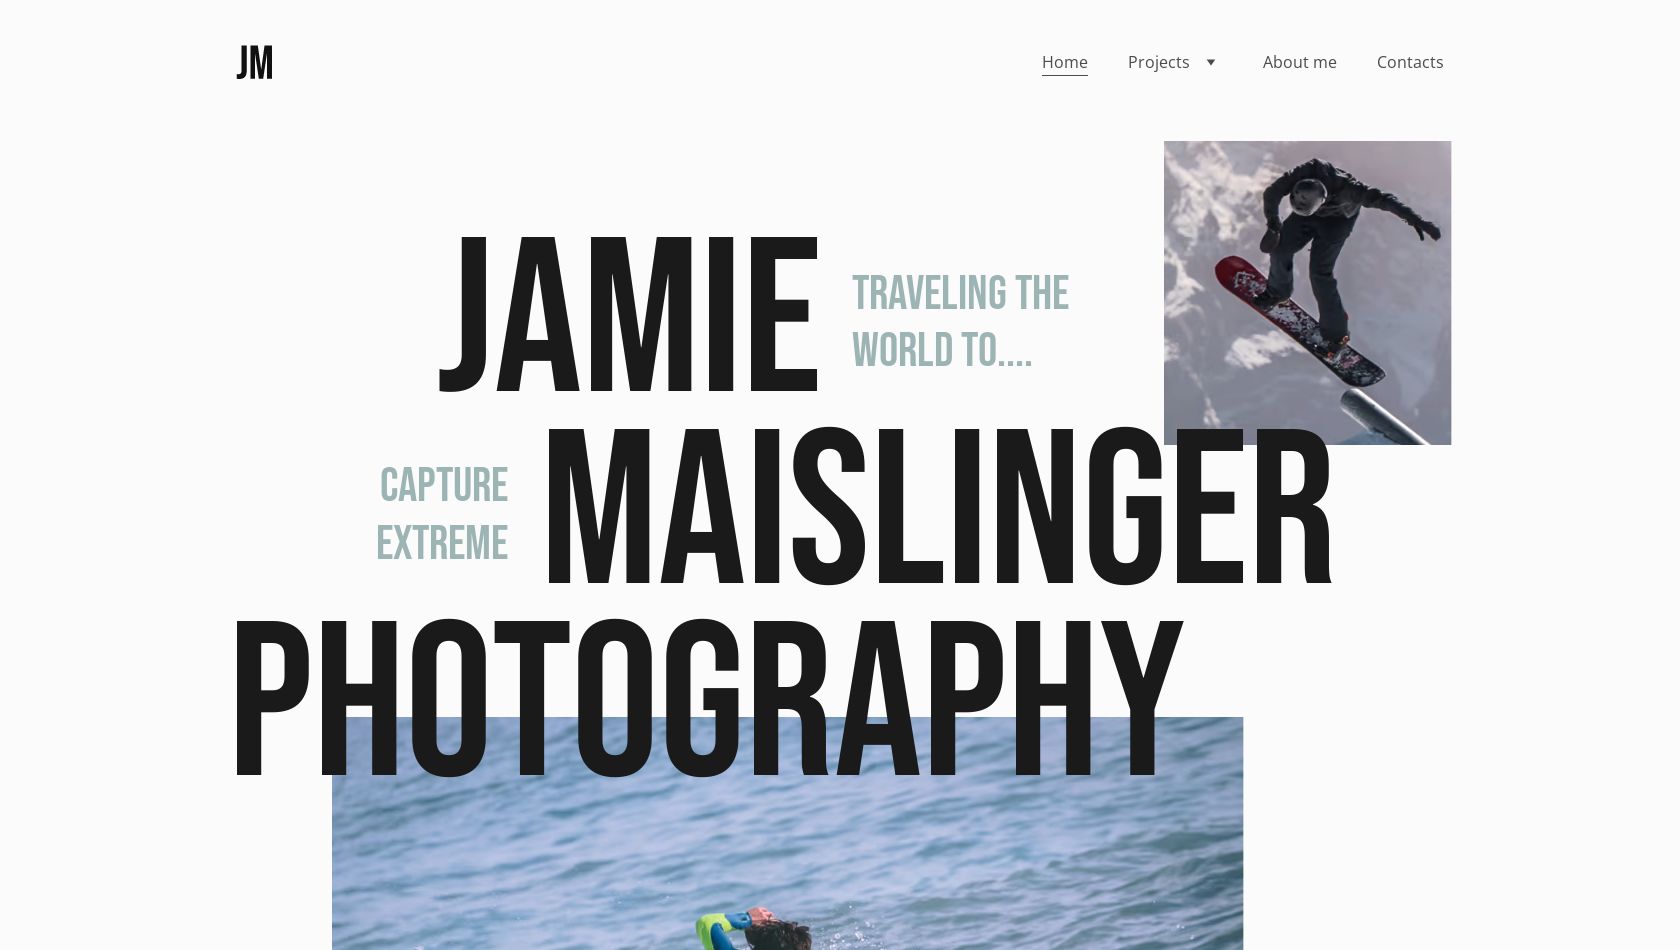 JM
Home Projects About me Contacts
JAMIE
TRAVELING THE
WORLD TO....
CAPTURE
EXTREME
MAISLINGER
PHOTOGRAPHY